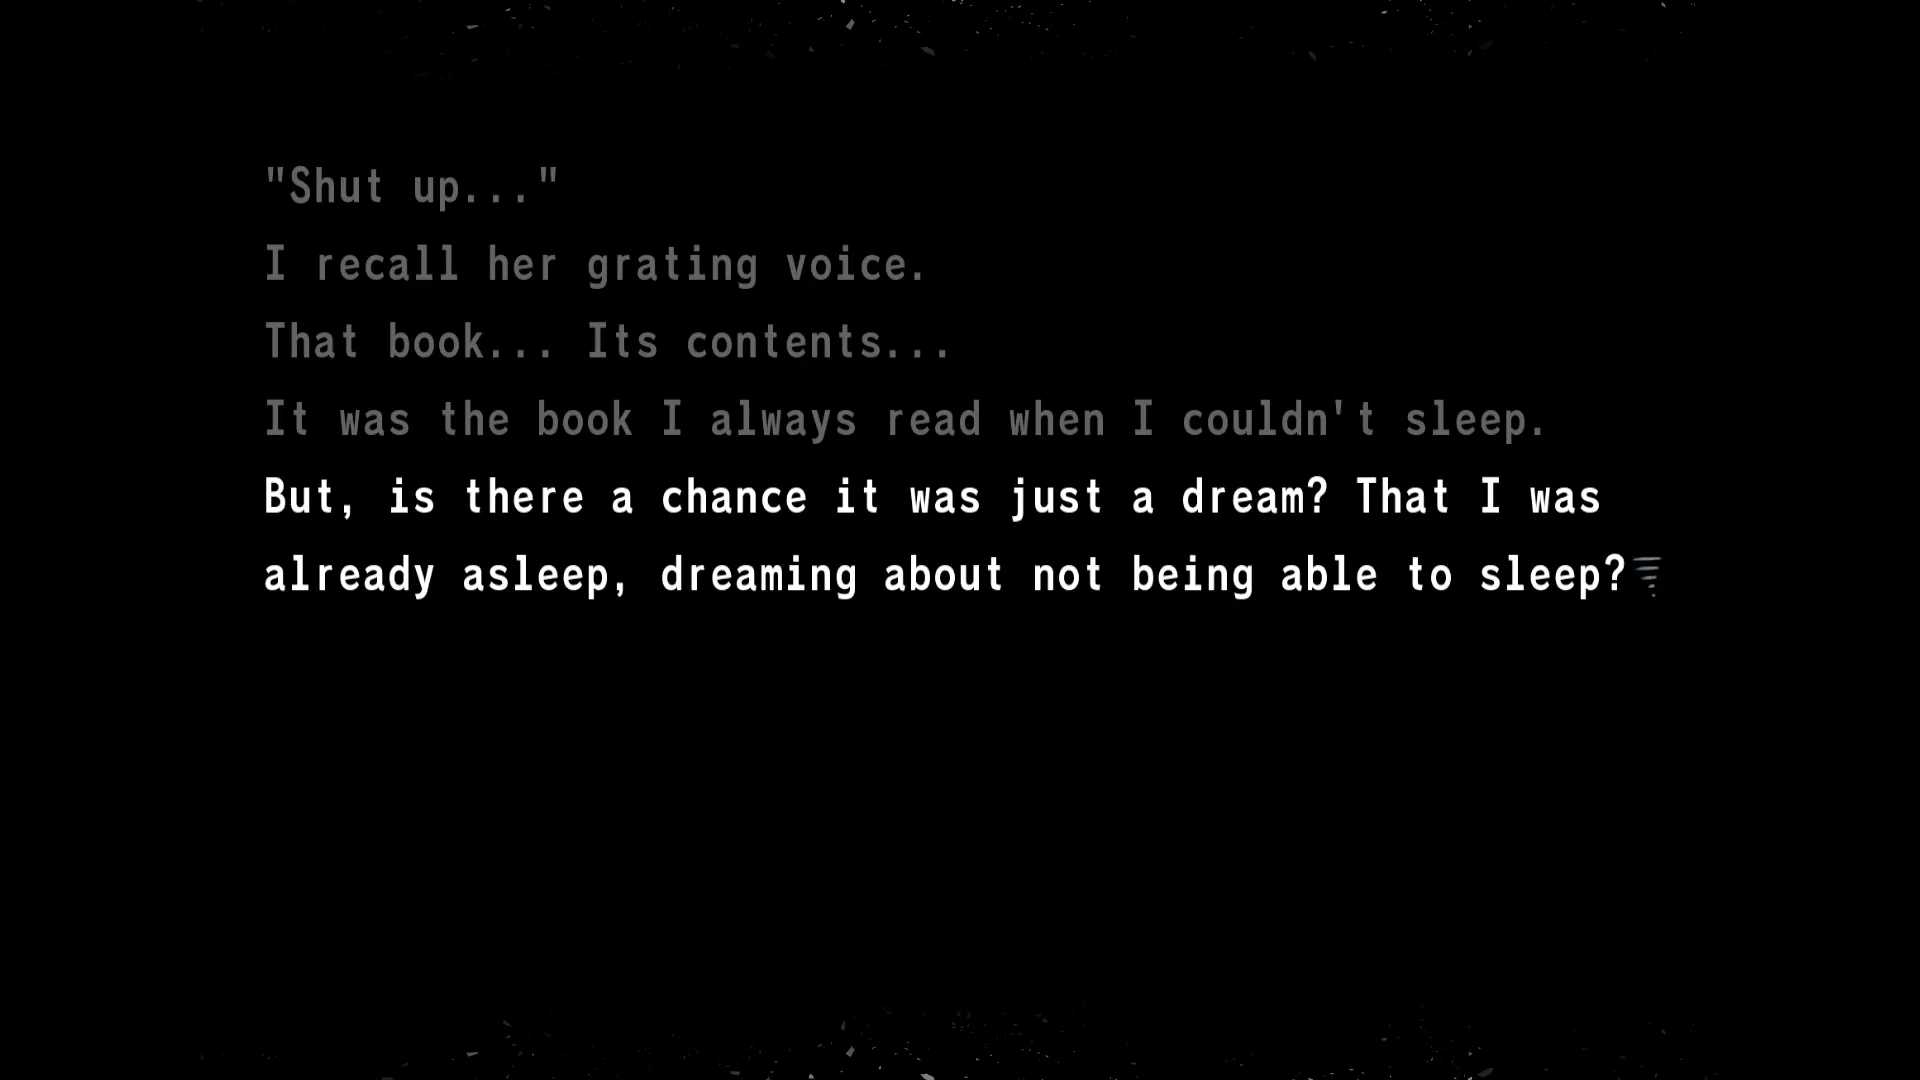 "Shut up..."
I recall her grating voice.
That book... Its contents...
It was the book I always read when I couldn't sleep.
But, is there a chance it was just a dream? That I was
already asleep, dreaming about not being able to sleep?